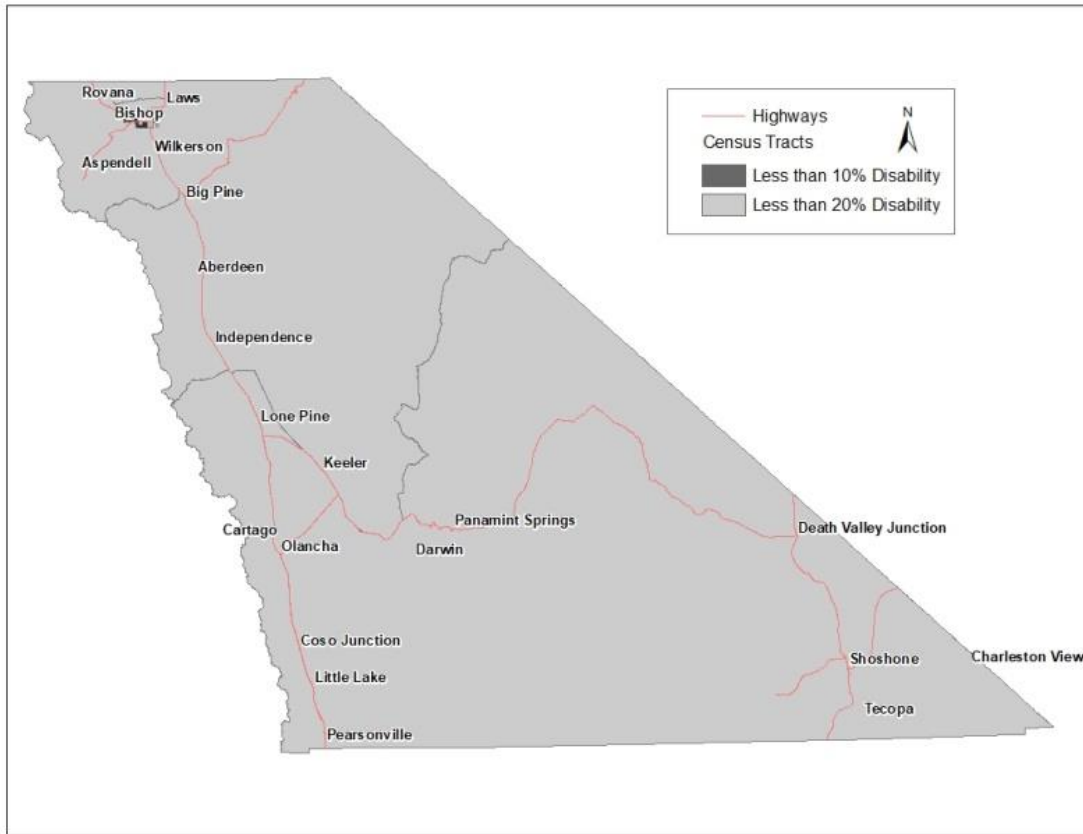 Rovana
Laws
Bishop
Wilkerson
Aspendell
Big Pine
Aberdeen
Independence
Lone Pine
Keeler
Cartago
Olancha
Panamint Springs
Darwin
Death Valley Junction
Coso Junction
Little Lake
Pearsonville
Shoshone
Charleston View
Tecopa
Highways
N
Census Tracts
Less than 10% Disability
Less than 20% Disability